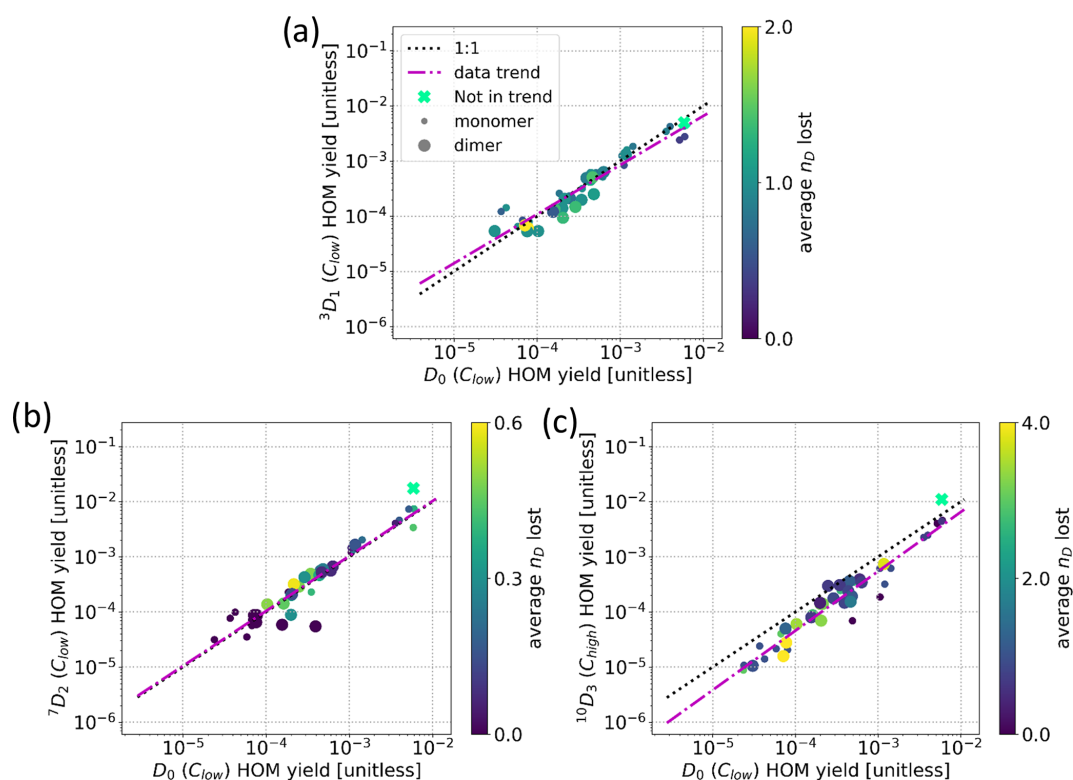 (a)
10⁻¹
10⁻²
10⁻³
10⁻⁴
10⁻⁵
10⁻⁶
³D₁ (C_low) HOM yield [unitless]
1:1
data trend
Not in trend
monomer
dimer
10⁻⁵ 10⁻⁴ 10⁻³ 10⁻²
D₀ (C_low) HOM yield [unitless]
2.0
1.0
0.0
average n_D lost
(b)
10⁻¹
10⁻²
10⁻³
10⁻⁴
10⁻⁵
10⁻⁶
⁷D₂ (C_low) HOM yield [unitless]
10⁻⁵ 10⁻⁴ 10⁻³ 10⁻²
D₀ (C_low) HOM yield [unitless]
0.6
0.3
0.0
average n_D lost
(c)
10⁻¹
10⁻²
10⁻³
10⁻⁴
10⁻⁵
10⁻⁶
¹⁰D₃ (C_high) HOM yield [unitless]
10⁻⁵ 10⁻⁴ 10⁻³ 10⁻²
D₀ (C_low) HOM yield [unitless]
4.0
2.0
0.0
average n_D lost